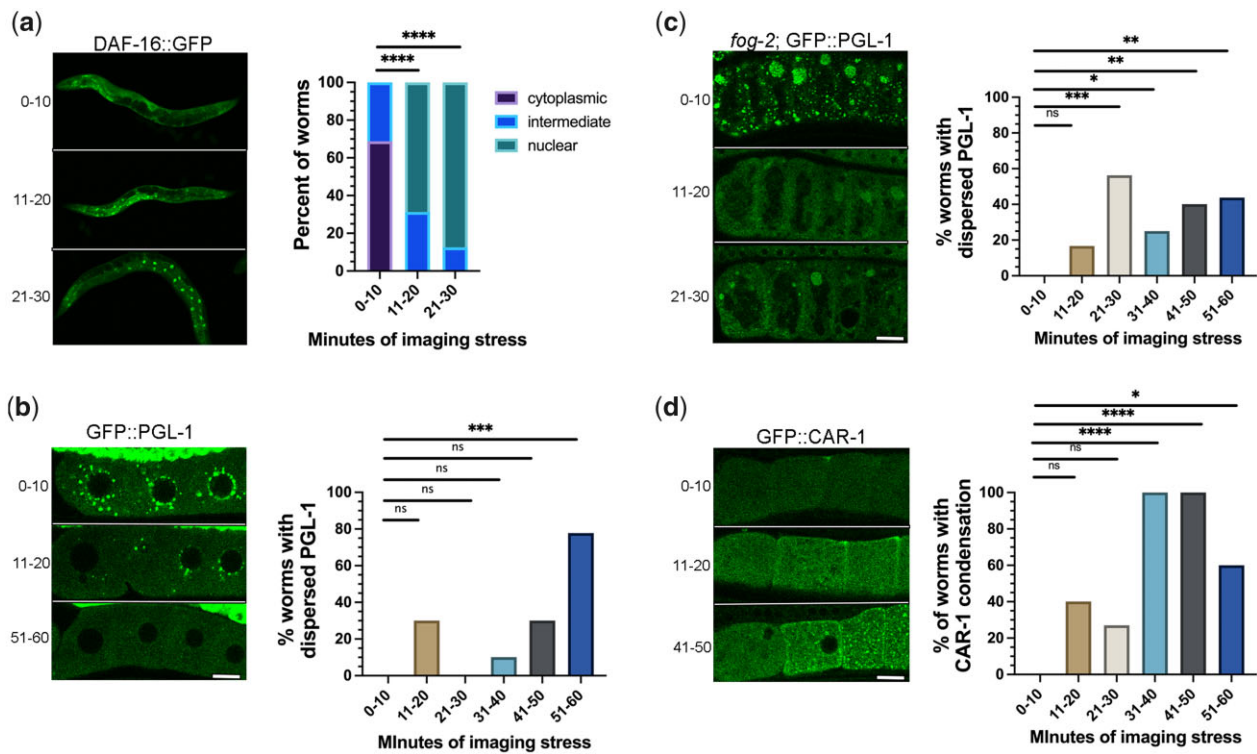 (a)
DAF-16::GFP
0-10
11-20
21-30
****
****
Percent of worms
100
80
60
40
20
0
0-10
11-20
21-30
Minutes of imaging stress
cytoplasmic
intermediate
nuclear
(b)
GFP::PGL-1
0-10
11-20
51-60
***
ns
ns
ns
ns
% worms with
dispersed PGL-1
100
80
60
40
20
0
0-10
11-20
21-30
31-40
41-50
51-60
MInutes of imaging stress
(c)
fog-2; GFP::PGL-1
0-10
11-20
21-30
**
**
*
***
ns
% worms with
dispersed PGL-1
100
80
60
40
20
0
0-10
11-20
21-30
31-40
41-50
51-60
Minutes of imaging stress
(d)
GFP::CAR-1
0-10
11-20
41-50
*
****
****
ns
ns
% of worms with
CAR-1 condensation
100
80
60
40
20
0
0-10
11-20
21-30
31-40
41-50
51-60
MInutes of imaging stress